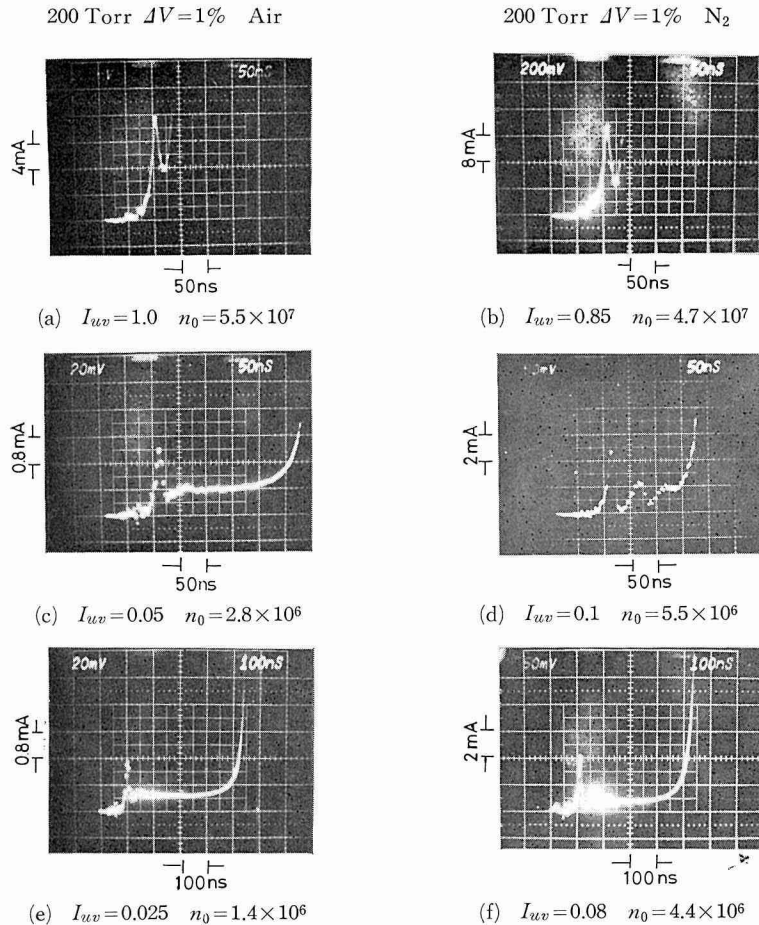 200 Torr ΔV=1% Air
200 Torr ΔV=1% N₂
50nS
4mA
50ns
(a) I_uv=1.0 n₀=5.5×10⁷
200mV 50nS
8mA
50ns
(b) I_uv=0.85 n₀=4.7×10⁷
20mV 50nS
0.8mA
50ns
(c) I_uv=0.05 n₀=2.8×10⁶
50nS
2mA
50ns
(d) I_uv=0.1 n₀=5.5×10⁶
20mV 100nS
0.8mA
100ns
(e) I_uv=0.025 n₀=1.4×10⁶
50mV 100nS
2mA
100ns
(f) I_uv=0.08 n₀=4.4×10⁶